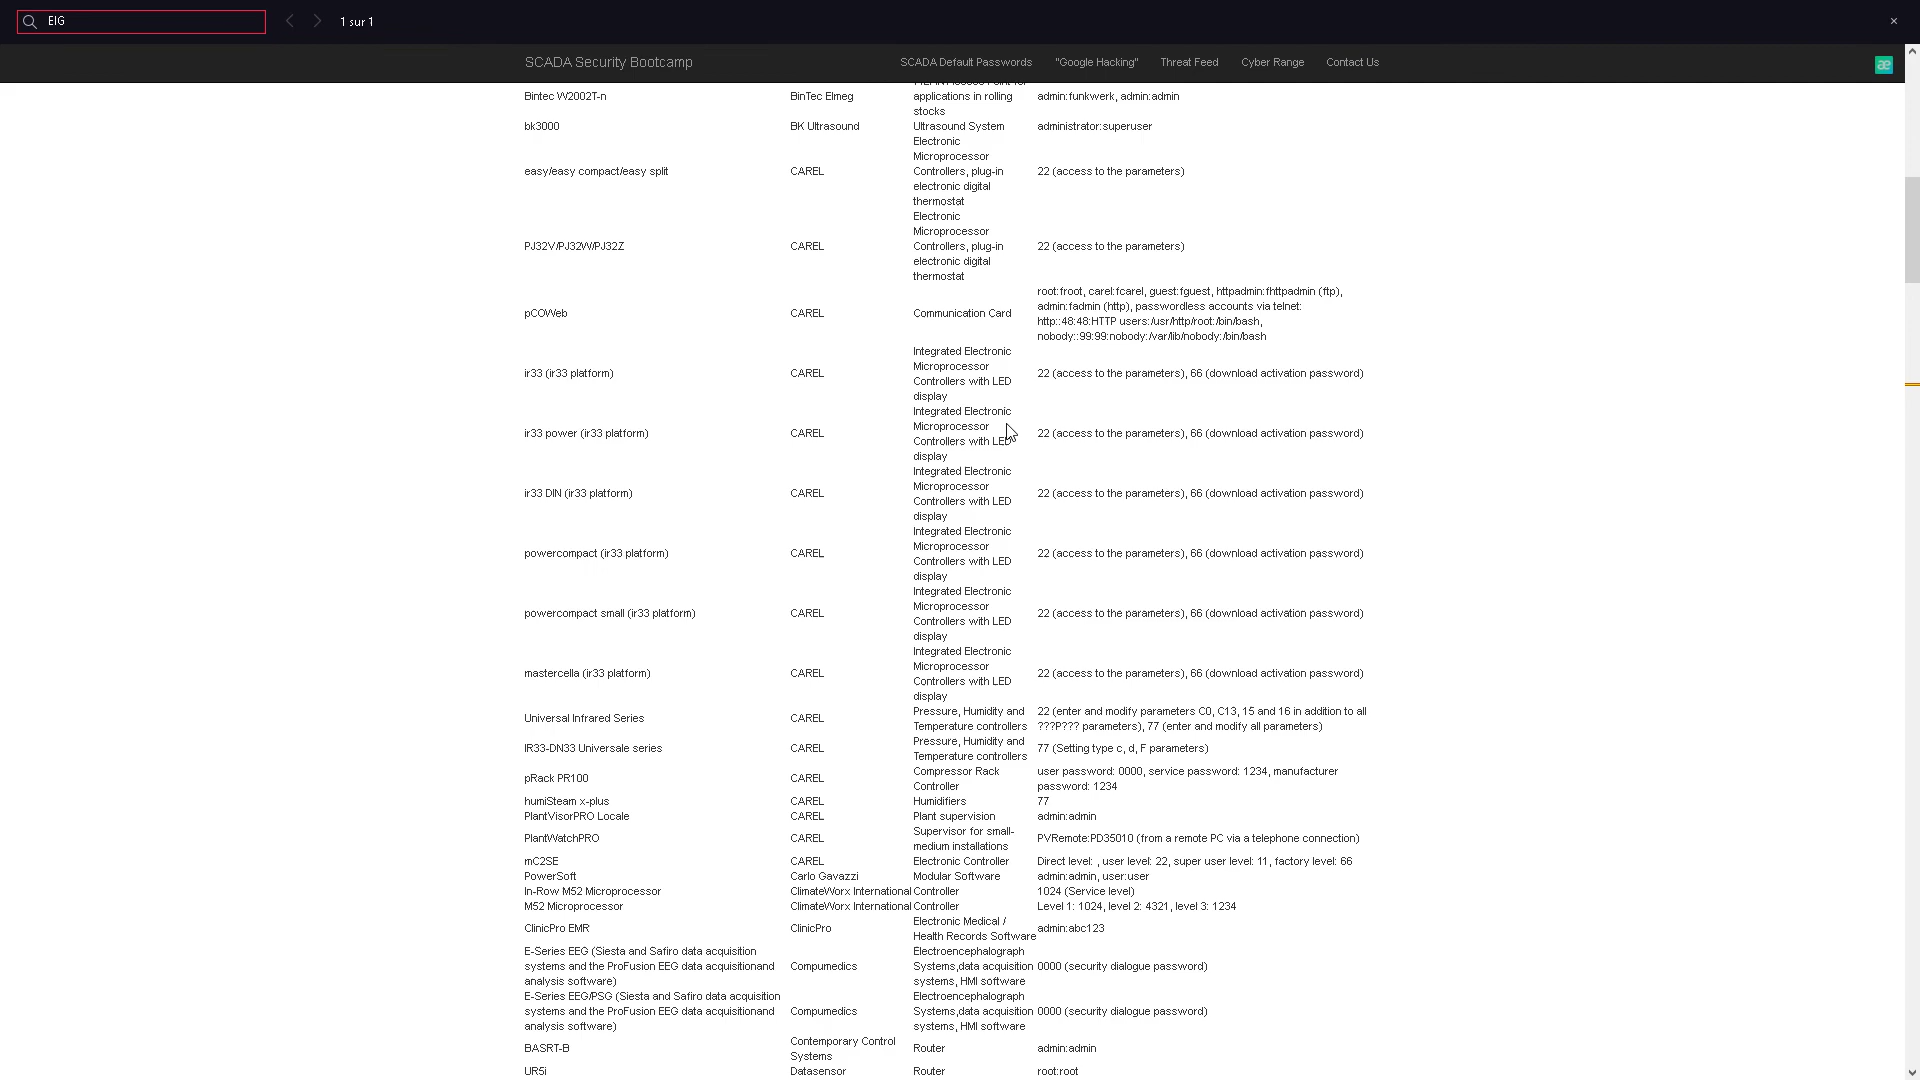 EIG
1 sur 1
SCADA Security Bootcamp
SCADA Default Passwords "Google Hacking" Threat Feed Cyber Range Contact Us
æ
Bintec W2002T-n BinTec Elmeg applications in rolling stocks admin:funkwerk, admin:admin
bk3000 BK Ultrasound Ultrasound System administrator:superuser
easy/easy compact/easy split CAREL Electronic Microprocessor Controllers, plug-in electronic digital thermostat 22 (access to the parameters)
PJ32V/PJ32W/PJ32Z CAREL Electronic Microprocessor Controllers, plug-in electronic digital thermostat 22 (access to the parameters)
pCOWeb CAREL Communication Card root:froot, carel:fcarel, guest:fguest, httpadmin:fhttpadmin (ftp), admin:fadmin (http), passwordless accounts via telnet: http::48:48:HTTP users:/usr/http/root:/bin/bash, nobody::99:99:nobody:/var/lib/nobody:/bin/bash
ir33 (ir33 platform) CAREL Integrated Electronic Microprocessor Controllers with LED display 22 (access to the parameters), 66 (download activation password)
ir33 power (ir33 platform) CAREL Integrated Electronic Microprocessor Controllers with LED display 22 (access to the parameters), 66 (download activation password)
ir33 DIN (ir33 platform) CAREL Integrated Electronic Microprocessor Controllers with LED display 22 (access to the parameters), 66 (download activation password)
powercompact (ir33 platform) CAREL Integrated Electronic Microprocessor Controllers with LED display 22 (access to the parameters), 66 (download activation password)
powercompact small (ir33 platform) CAREL Integrated Electronic Microprocessor Controllers with LED display 22 (access to the parameters), 66 (download activation password)
mastercella (ir33 platform) CAREL Integrated Electronic Microprocessor Controllers with LED display 22 (access to the parameters), 66 (download activation password)
Universal Infrared Series CAREL Pressure, Humidity and Temperature controllers 22 (enter and modify parameters C0, C13, 15 and 16 in addition to all ???P??? parameters), 77 (enter and modify all parameters)
IR33-DN33 Universale series CAREL Pressure, Humidity and Temperature controllers 77 (Setting type c, d, F parameters)
pRack PR100 CAREL Compressor Rack Controller user password: 0000, service password: 1234, manufacturer password: 1234
humiSteam x-plus CAREL Humidifiers 77
PlantVisorPRO Locale CAREL Plant supervision admin:admin
PlantWatchPRO CAREL Supervisor for small-medium installations PVRemote:PD35010 (from a remote PC via a telephone connection)
mC2SE CAREL Electronic Controller Direct level: , user level: 22, super user level: 11, factory level: 66
PowerSoft Carlo Gavazzi Modular Software admin:admin, user:user
In-Row M52 Microprocessor ClimateWorx International Controller 1024 (Service level)
M52 Microprocessor ClimateWorx International Controller Level 1: 1024, level 2: 4321, level 3: 1234
ClinicPro EMR ClinicPro Electronic Medical / Health Records Software admin:abc123
E-Series EEG (Siesta and Safiro data acquisition systems and the ProFusion EEG data acquisitionand analysis software) Compumedics Electroencephalograph Systems,data acquisition systems, HMI software 0000 (security dialogue password)
E-Series EEG/PSG (Siesta and Safiro data acquisition systems and the ProFusion EEG data acquisitionand analysis software) Compumedics Electroencephalograph Systems,data acquisition systems, HMI software 0000 (security dialogue password)
BASRT-B Contemporary Control Systems Router admin:admin
UR5i Datasensor Router root:root